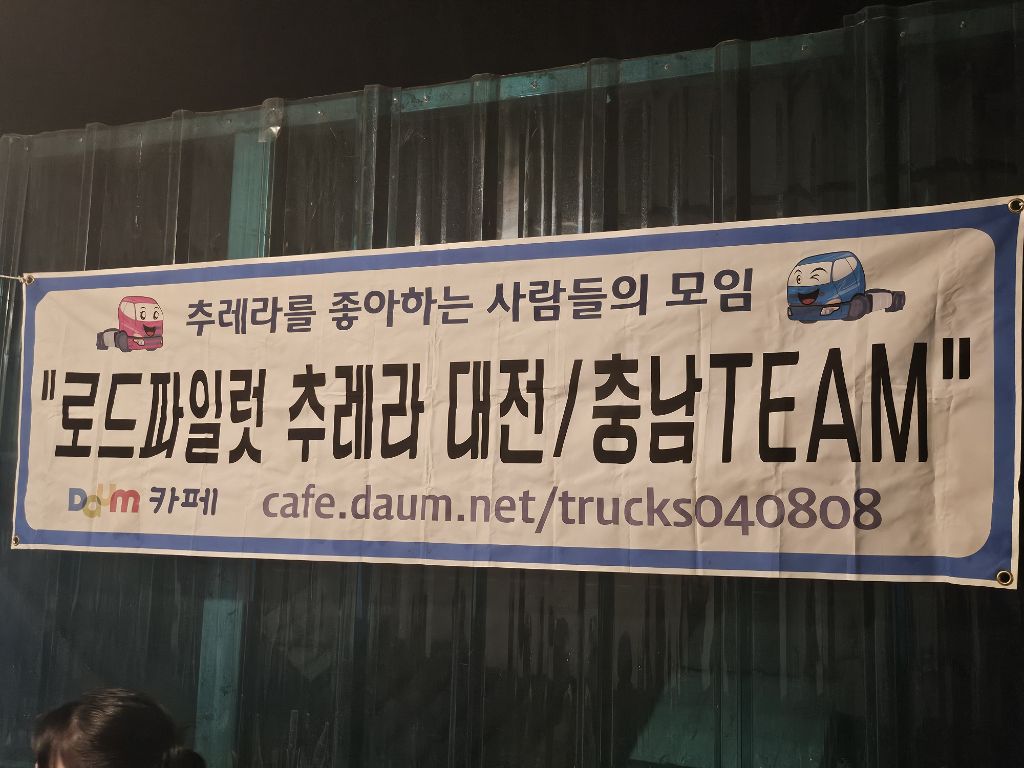 추레라를 좋아하는 사람들의 모임
"로드파일럿 추레라 대전/충남TEAM"
Daum 카페 cafe.daum.net/trucks040808